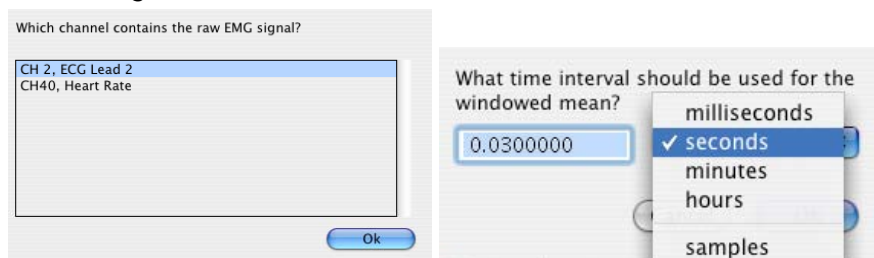 Which channel contains the raw EMG signal?
CH 2, ECG Lead 2
CH40, Heart Rate
Ok
What time interval should be used for the
windowed mean?
0.0300000
milliseconds
✓ seconds
minutes
hours
samples